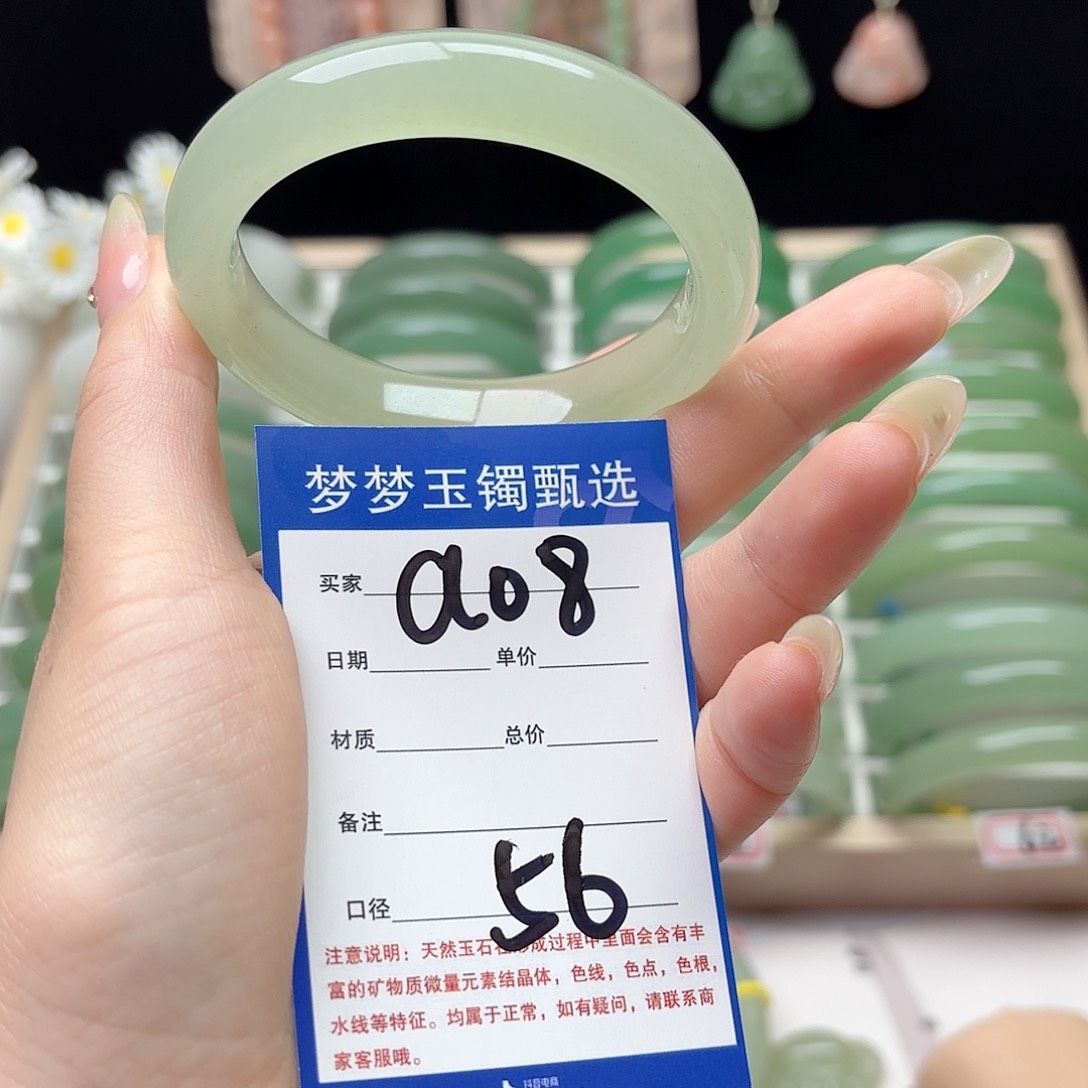 梦梦玉镯甄选
买家 a08
日期 单价
材质 总价
备注
口径 56
注意说明：天然玉石在形成过程中里面会含有丰
富的矿物质微量元素结晶体，色线，色点，色根，
水线等特征。均属于正常，如有疑问，请联系商
家客服哦。
抖音电商